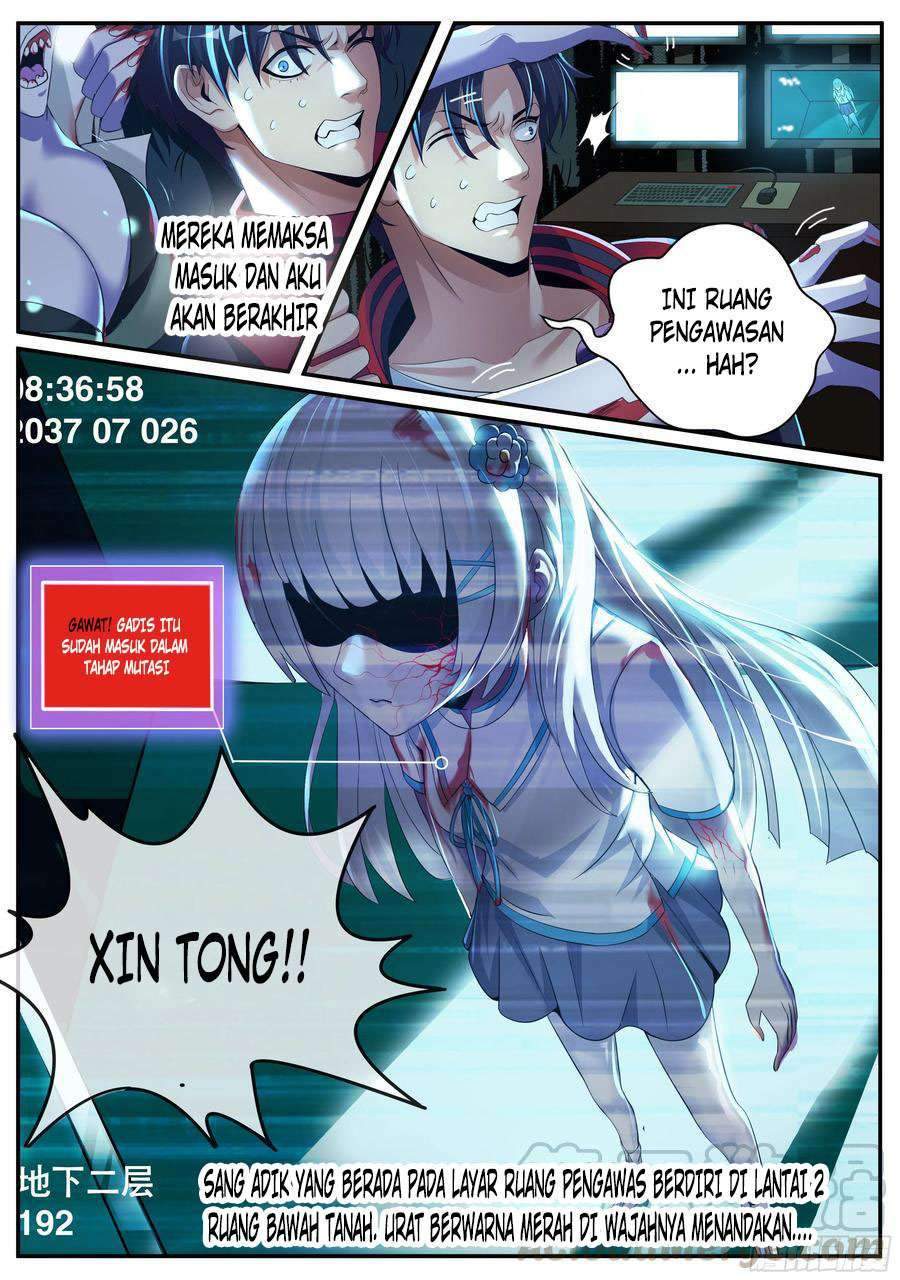 MEREKA MEMAKSA
MASUK DAN AKU
AKAN BERAKHIR
INI RUANG
PENGAWASAN
... HAH?
08:36:58
2037 07 026
GAWAT! GADIS ITU
SUDAH MASUK DALAM
TAHAP MUTASI
XIN TONG!!
地下二层
192
SANG ADIK YANG BERADA PADA LAYAR RUANG PENGAWAS BERDIRI DI LANTAI 2
RUANG BAWAH TANAH. URAT BERWARNA MERAH DI WAJAHNYA MENANDAKAN....